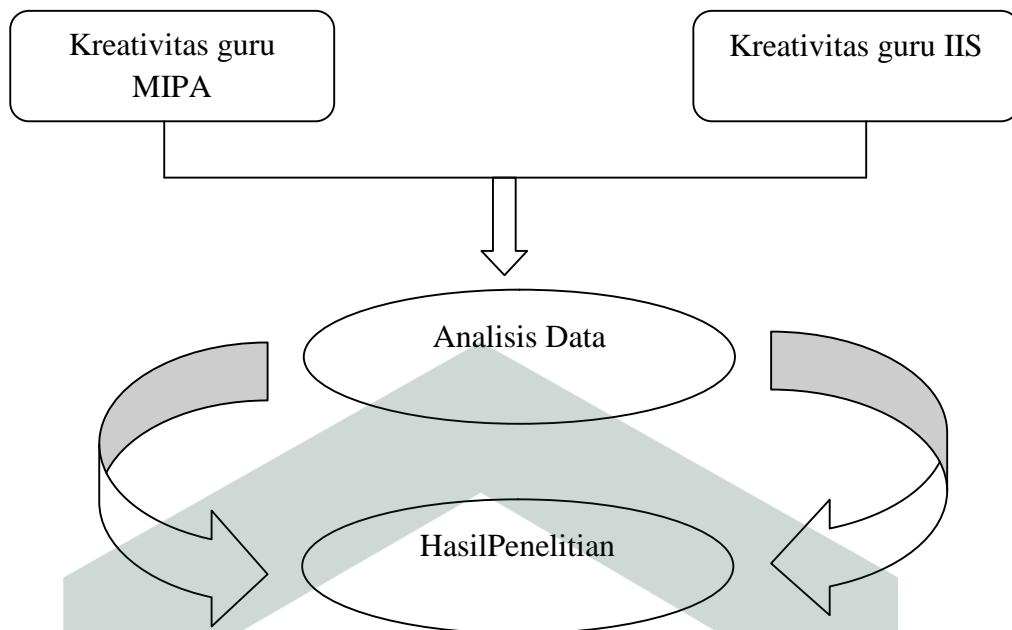 Kreativitas guru
MIPA
Kreativitas guru IIS
Analisis Data
HasilPenelitian